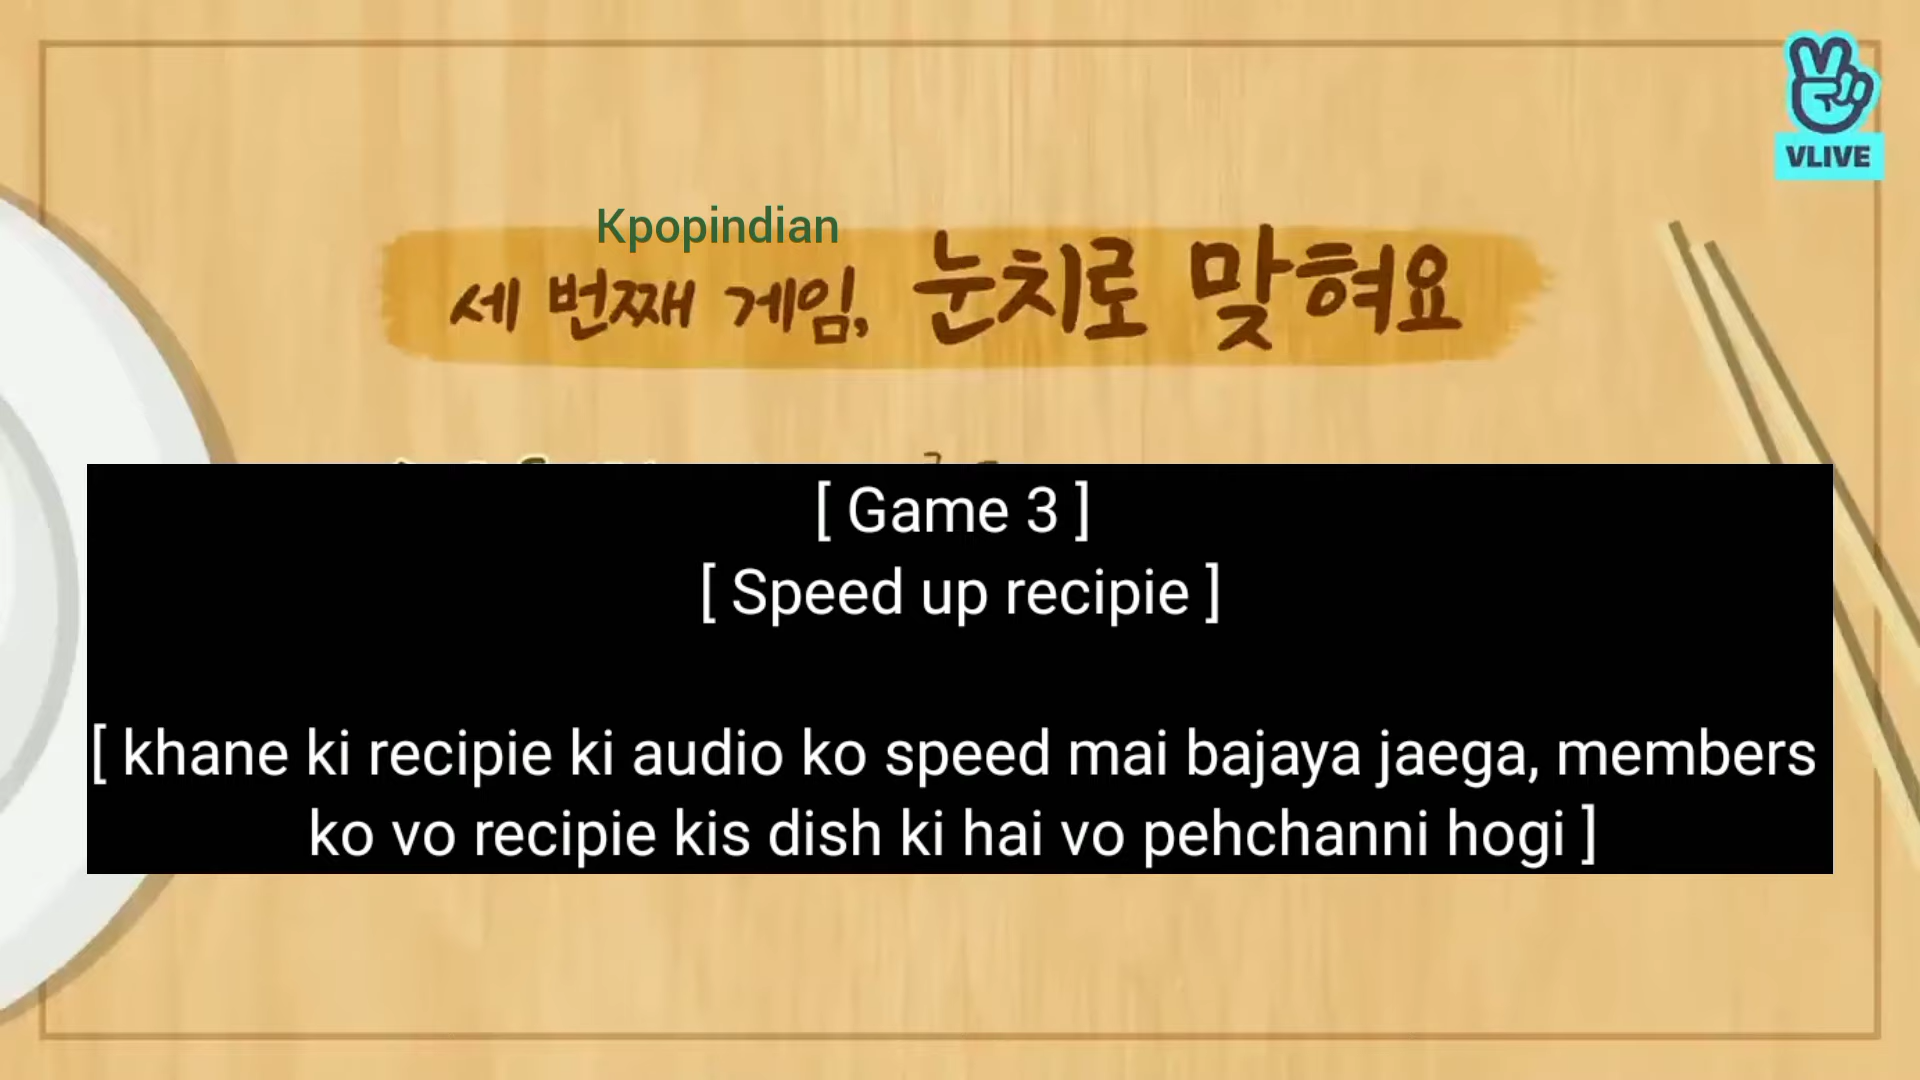 VLIVE
Kpopindian
세 번째 게임, 눈치로 맞혀요
[ Game 3 ]
[ Speed up recipie ]
[ khane ki recipie ki audio ko speed mai bajaya jaega, members
ko vo recipie kis dish ki hai vo pehchanni hogi ]